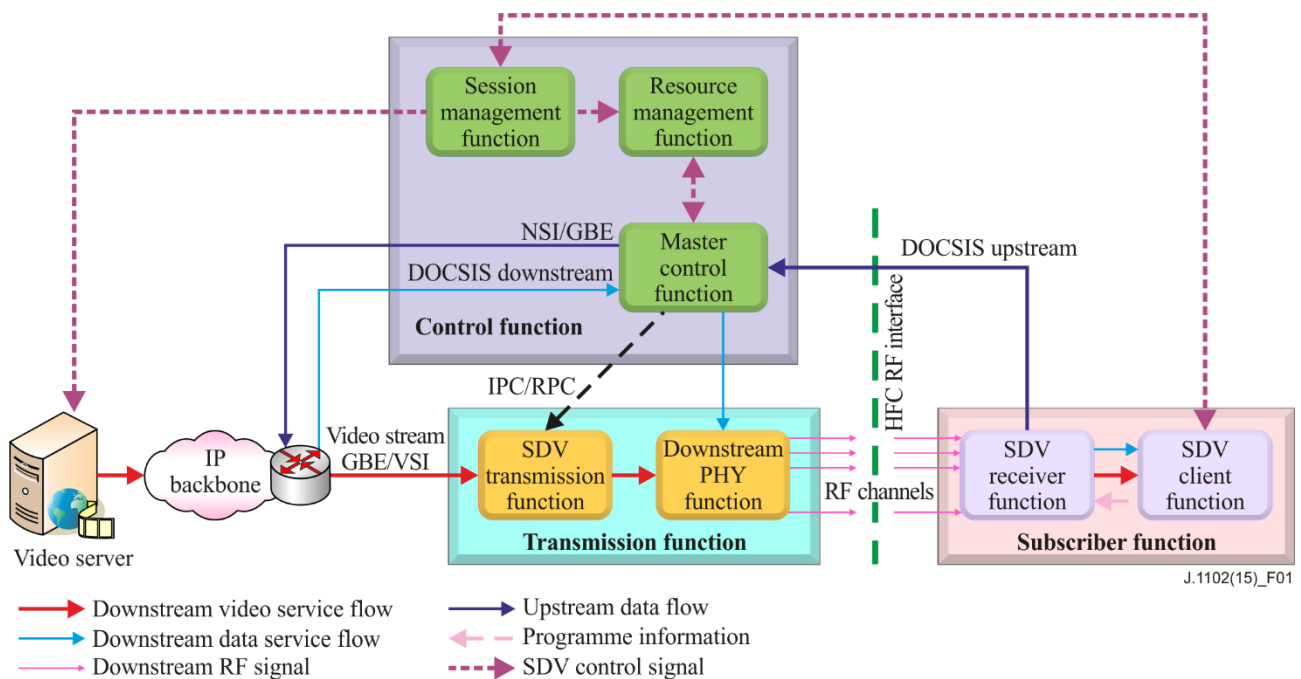 Session
management
function
Resource
management
function
NSI/GBE
Master
control
function
DOCSIS upstream
DOCSIS downstream
Control function
HFC RF interface
IPC/RPC
Video stream
GBE/VSI
SDV
transmission
function
Downstream
PHY
function
RF channels
SDV
receiver
function
SDV
client
function
IP
backbone
Transmission function
Subscriber function
Video server
J.1102(15)_F01
Downstream video service flow
Upstream data flow
Downstream data service flow
Programme information
Downstream RF signal
SDV control signal